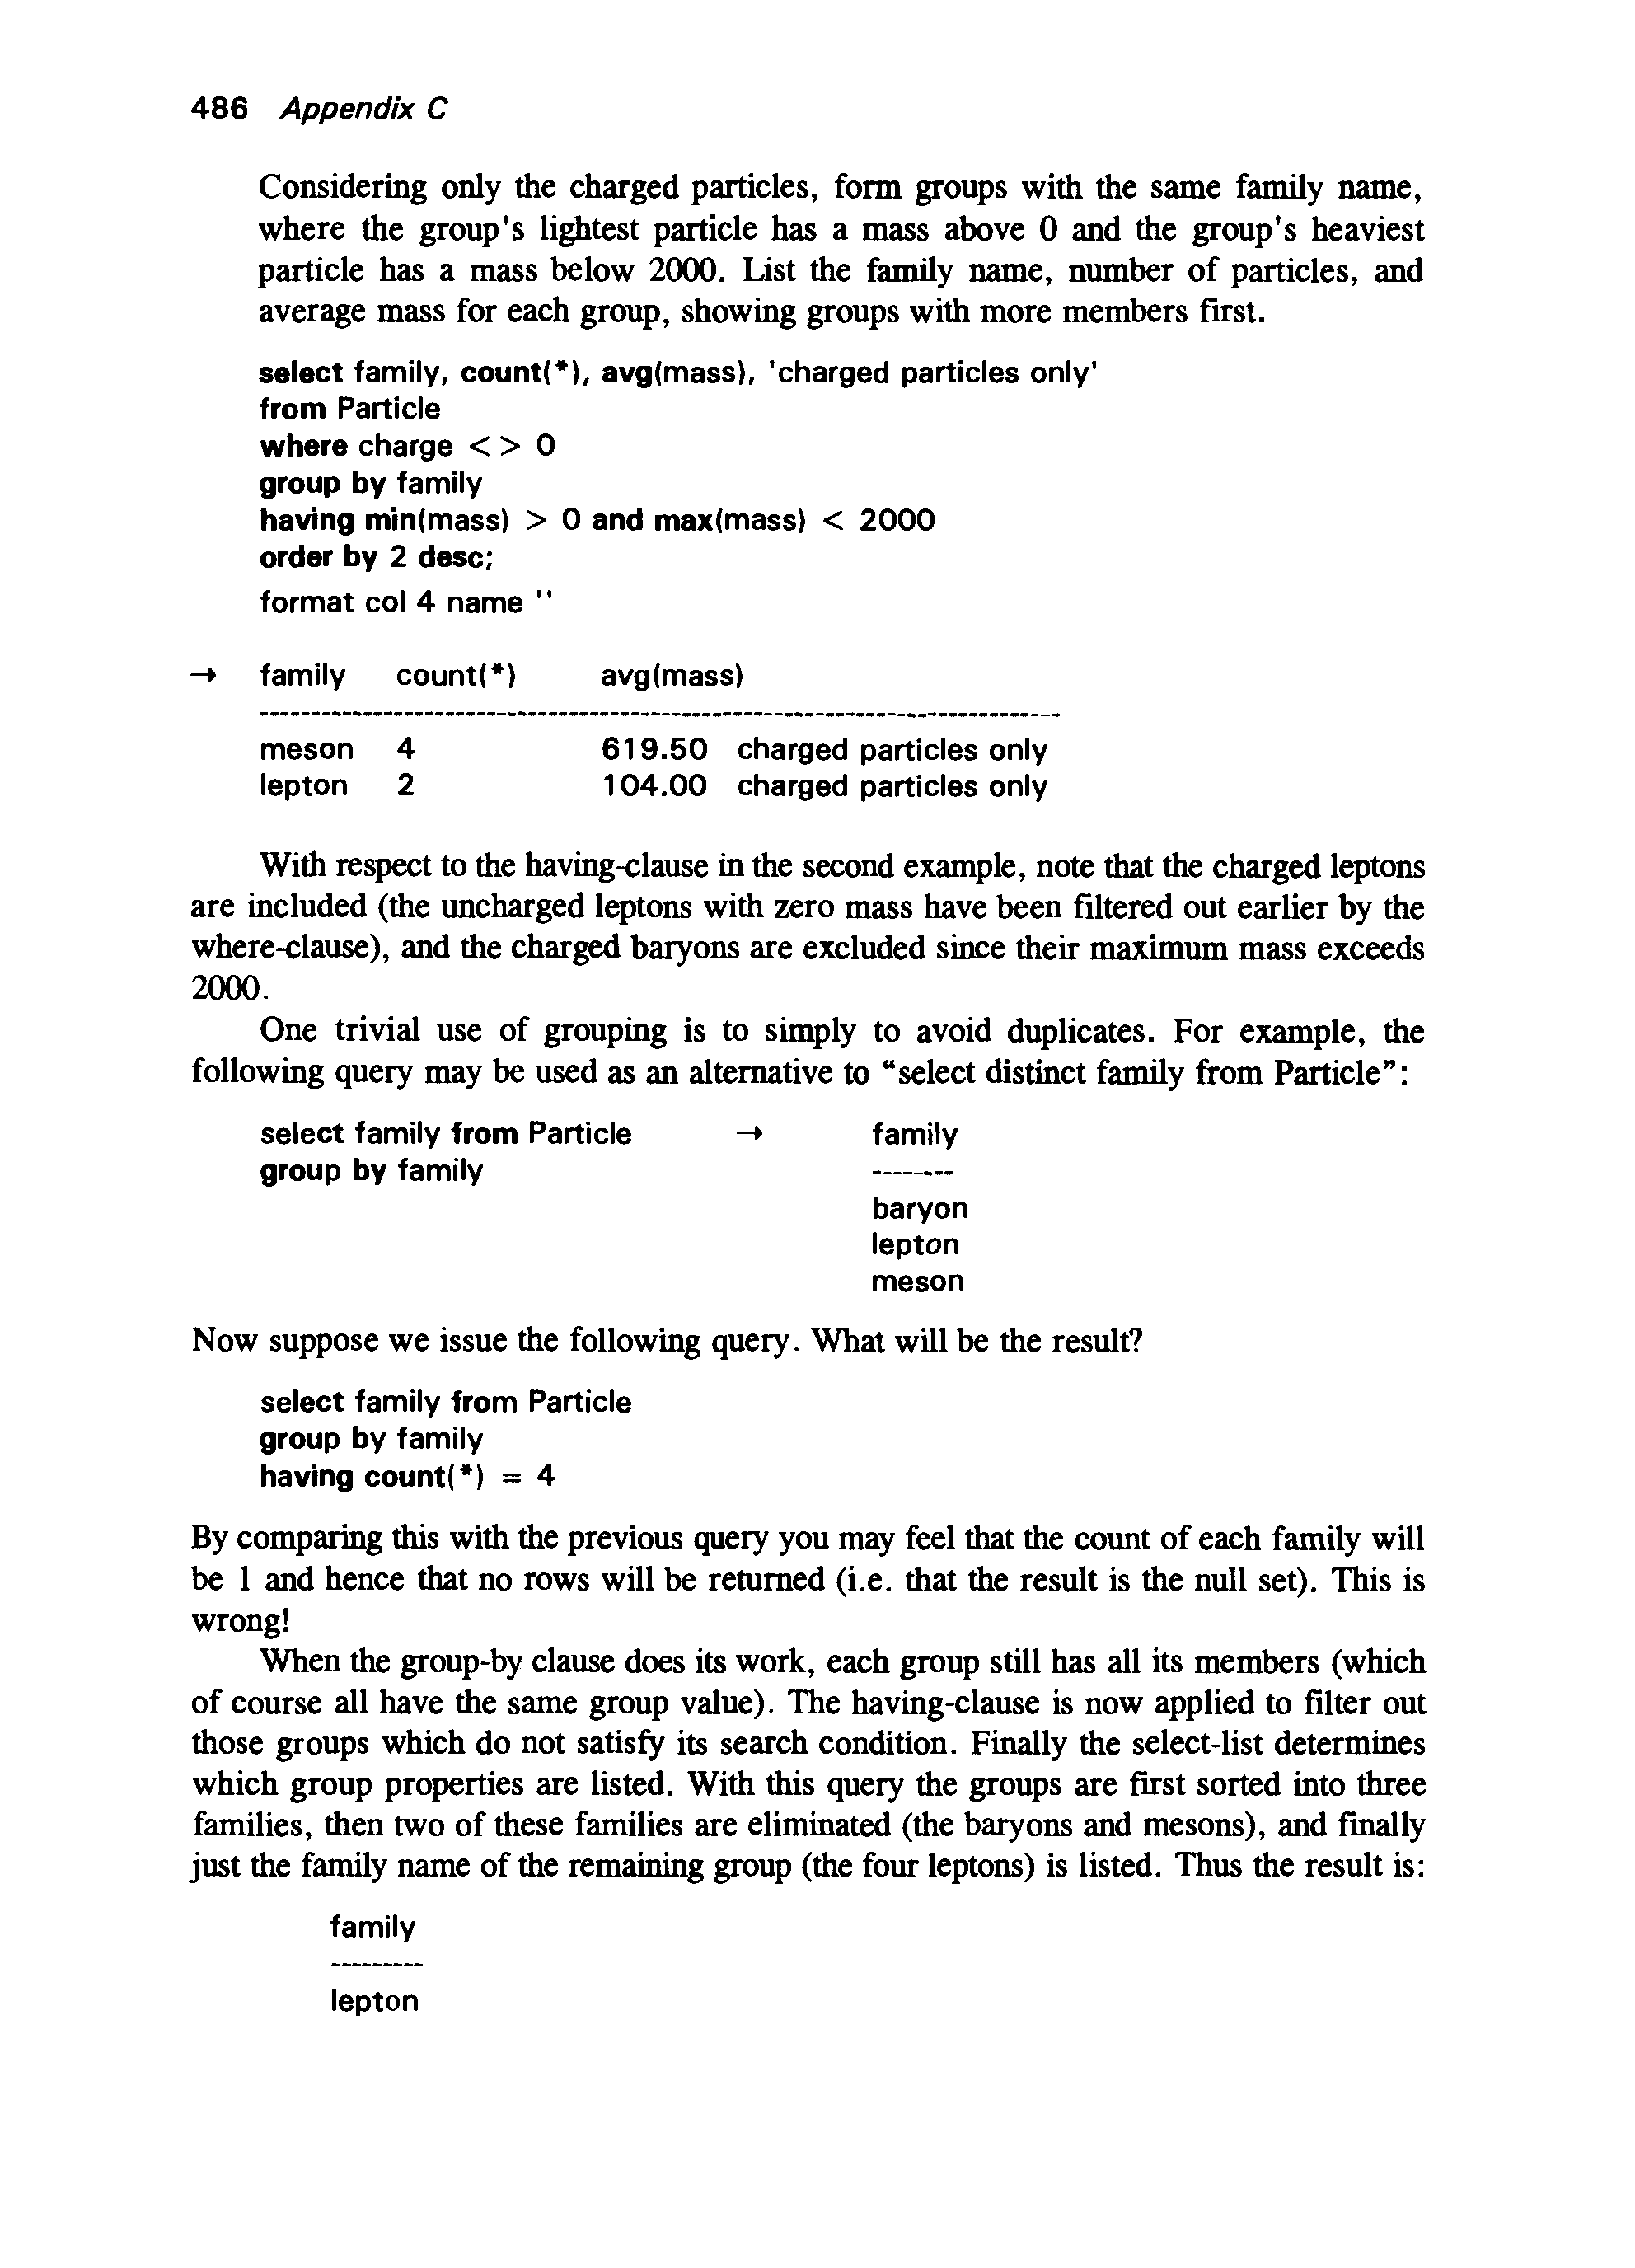 486 Appendix C
Considering only the charged particles, form groups with the same family name,
where the group's lightest particle has a mass above 0 and the group's heaviest
particle has a mass below 2000. List the family name, number of particles, and
average mass for each group, showing groups with more members first.
select family, count(*), avg(mass), 'charged particles only'
from Particle
where charge < > 0
group by family
having min(mass) > 0 and max(mass) < 2000
order by 2 desc;
format col 4 name ''
→ family count(*) avg(mass)
--------------------------------------------------------------------------------
meson 4 619.50 charged particles only
lepton 2 104.00 charged particles only
With respect to the having-clause in the second example, note that the charged leptons
are included (the uncharged leptons with zero mass have been filtered out earlier by the
where-clause), and the charged baryons are excluded since their maximum mass exceeds
2000.
One trivial use of grouping is to simply to avoid duplicates. For example, the
following query may be used as an alternative to “select distinct family from Particle”:
select family from Particle → family
group by family --------
baryon
lepton
meson
Now suppose we issue the following query. What will be the result?
select family from Particle
group by family
having count(*) = 4
By comparing this with the previous query you may feel that the count of each family will
be 1 and hence that no rows will be returned (i.e. that the result is the null set). This is
wrong!
When the group-by clause does its work, each group still has all its members (which
of course all have the same group value). The having-clause is now applied to filter out
those groups which do not satisfy its search condition. Finally the select-list determines
which group properties are listed. With this query the groups are first sorted into three
families, then two of these families are eliminated (the baryons and mesons), and finally
just the family name of the remaining group (the four leptons) is listed. Thus the result is:
family
---------
lepton